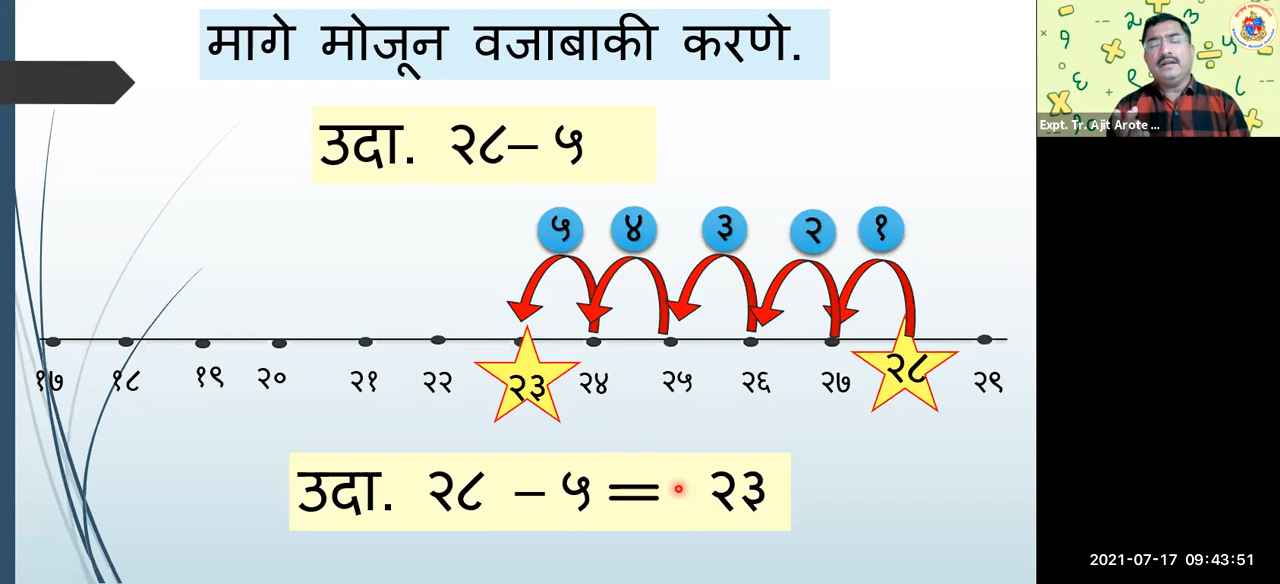 मागे मोजून वजाबाकी करणे.
उदा. २८– ५
५ ४ ३ २ १
१७ १८ १९ २० २१ २२ २३ २४ २५ २६ २७ २८ २९
उदा. २८ – ५ = २३
Expt. Tr. Ajit Arote ...
2021-07-17 09:43:51